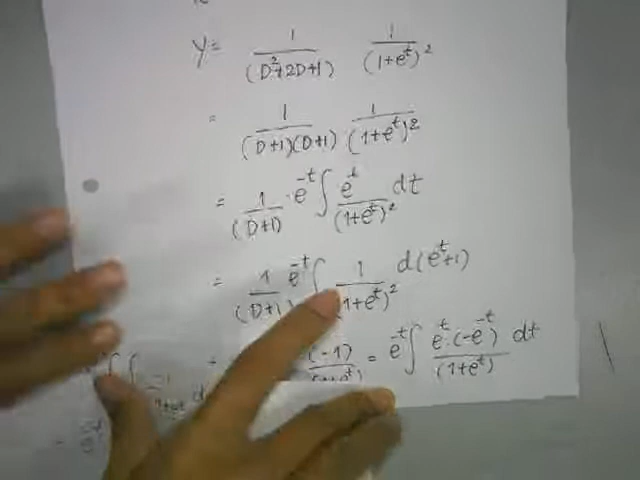 y = 1/(D²+2D+1) 1/(1+e^t)²
= 1/(D+1)(D+1) 1/(1+e^t)²
= 1/(D+1) · e^-t ∫ e^t/(1+e^t)² dt
= 1/(D+1) e^-t ∫ 1/(1+e^t)² d(e^t+1)
(-1) = e^-t ∫ e^t·(-e^-t)/(1+e^t) dt